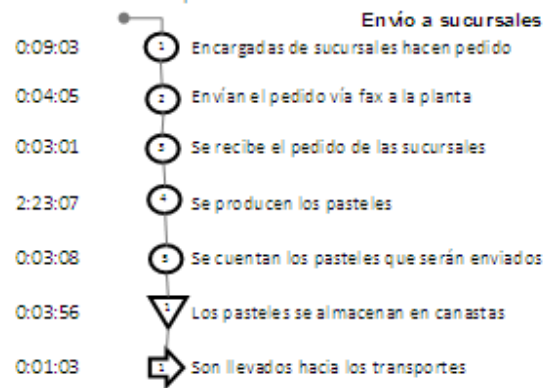 Envío a sucursales
0:09:03 1 Encargadas de sucursales hacen pedido
0:04:05 2 Envían el pedido vía fax a la planta
0:03:01 3 Se recibe el pedido de las sucursales
2:23:07 4 Se producen los pasteles
0:03:08 5 Se cuentan los pasteles que serán enviados
0:03:56 1 Los pasteles se almacenan en canastas
0:01:03 1 Son llevados hacia los transportes